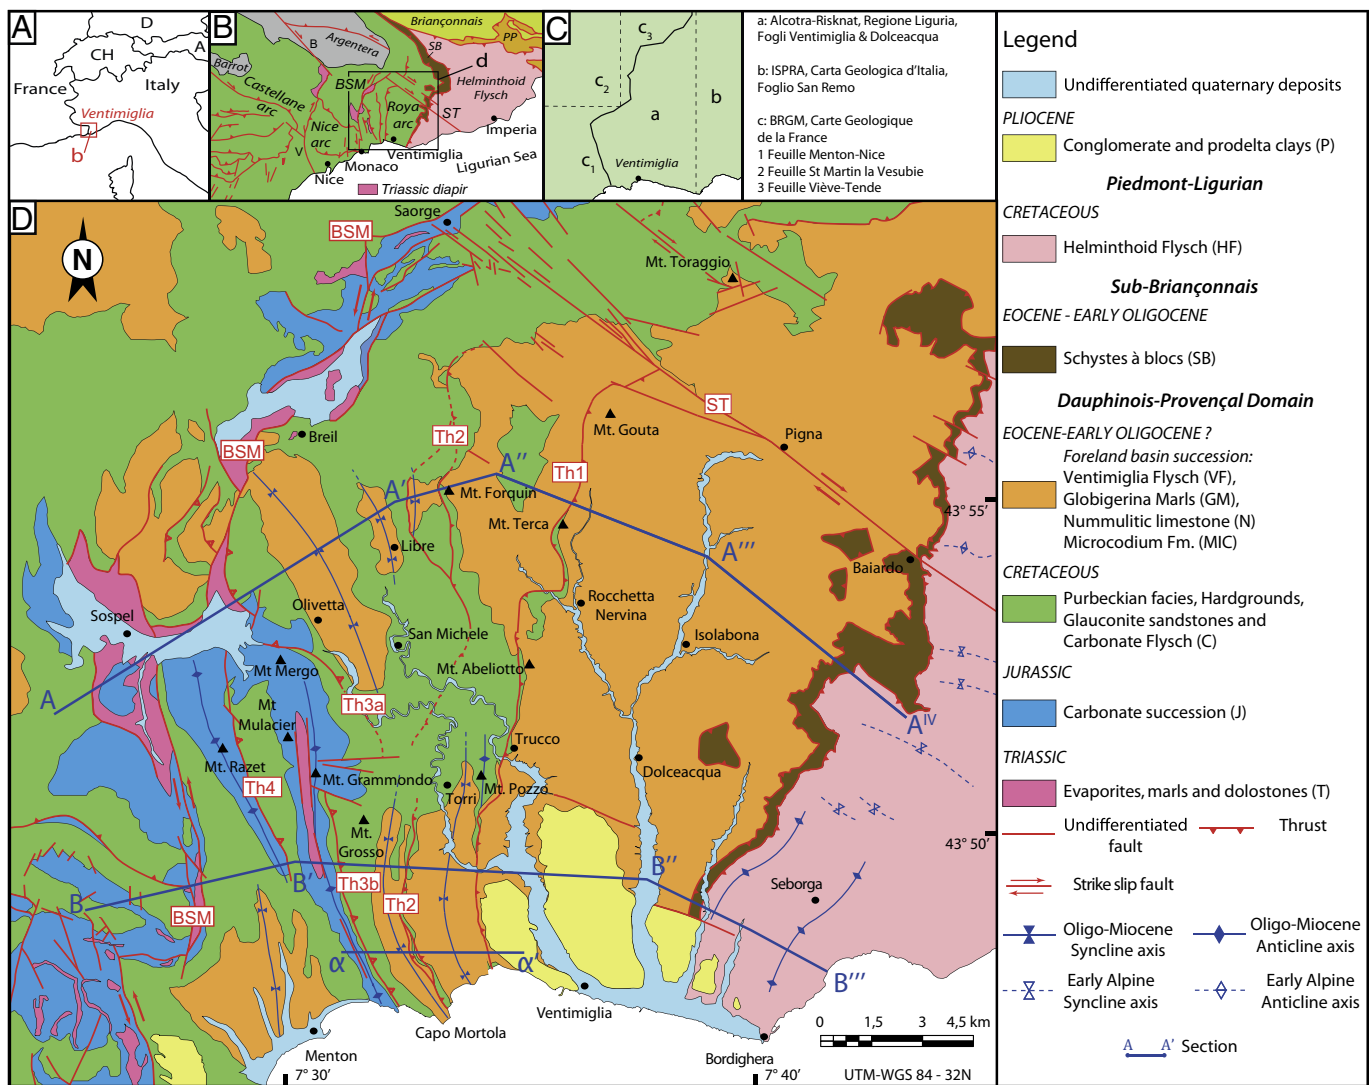 A
D
CH
A
France
Italy
Ventimiglia
b
B
Briançonnais
PP
Argentera
B
SB
Barrot
d
BSM
Castellane
arc
Helminthoid
Flysch
Roya
arc
ST
Nice
arc
V
Imperia
Ventimiglia
Monaco
Ligurian Sea
Nice
Triassic diapir
C
c3
c2
a
b
c1
Ventimiglia
a: Alcotra-Risknat, Regione Liguria,
Fogli Ventimiglia & Dolceacqua
b: ISPRA, Carta Geologica d'Italia,
Foglio San Remo
c: BRGM, Carte Geologique
de la France
1 Feuille Menton-Nice
2 Feuille St Martin la Vesubie
3 Feuille Viève-Tende
D
N
Saorge
BSM
Mt. Toraggio
ST
Mt. Gouta
Pigna
Breil
Th2
BSM
A''
Th1
A'
Mt. Forquin
43° 55'
Mt. Terca
Libre
A'''
Baiardo
Rocchetta
Nervina
Olivetta
Sospel
San Michele
Isolabona
Mt. Abeliotto
Mt Mergo
A
Th3a
Mt
Mulacier
A^IV
Trucco
Mt. Razet
Dolceacqua
Mt. Grammondo
Th4
Torri
Mt. Pozzo
Mt.
Grosso
43° 50'
B'
B''
Th3b
Seborga
B
Th2
BSM
α
α'
B'''
Ventimiglia
Capo Mortola
Menton
Bordighera
0 1,5 3 4,5 km
7° 30'
7° 40'
UTM-WGS 84 - 32N
Legend
Undifferentiated quaternary deposits
PLIOCENE
Conglomerate and prodelta clays (P)
Piedmont-Ligurian
CRETACEOUS
Helminthoid Flysch (HF)
Sub-Briançonnais
EOCENE - EARLY OLIGOCENE
Schystes à blocs (SB)
Dauphinois-Provençal Domain
EOCENE-EARLY OLIGOCENE ?
Foreland basin succession:
Ventimiglia Flysch (VF),
Globigerina Marls (GM),
Nummulitic limestone (N)
Microcodium Fm. (MIC)
CRETACEOUS
Purbeckian facies, Hardgrounds,
Glauconite sandstones and
Carbonate Flysch (C)
JURASSIC
Carbonate succession (J)
TRIASSIC
Evaporites, marls and dolostones (T)
Undifferentiated
fault
Thrust
Strike slip fault
Oligo-Miocene
Syncline axis
Oligo-Miocene
Anticline axis
Early Alpine
Syncline axis
Early Alpine
Anticline axis
A A' Section